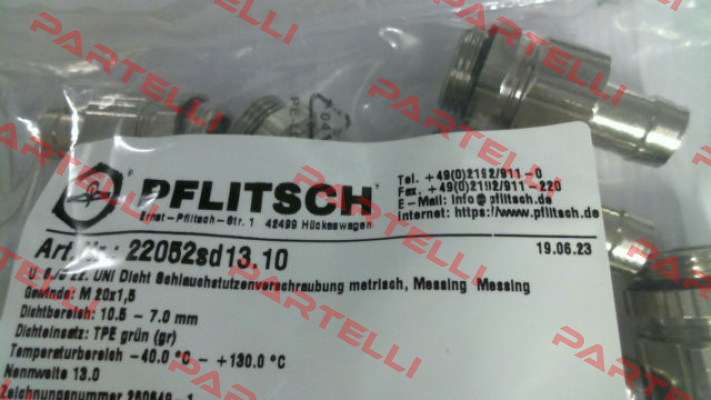 PFLITSCH
Ernst-Pflitsch-Str. 1 42499 Hückeswagen
Tel. +49(0)2192/911-0
Fax. +49(0)2192/911-220
E-Mail: info@pflitsch.de
Internet: https://www.pflitsch.de
Art. Nr.: 22052sd13.10
19.06.23
UNI Dicht Schlauchstutzenverschraubung metrisch, Messing Messing
Gewinde: M 20x1,5
Dichtbereich: 10.5 - 7.0 mm
Dichteinsatz: TPE grün (gr)
Temperaturbereich -40.0 °C - +130.0 °C
Nennweite 13.0
Zeichnungsnummer
PARTELLI
PARTELLI
PARTELLI
PARTELLI
PARTELLI
PARTELLI
PARTELLI